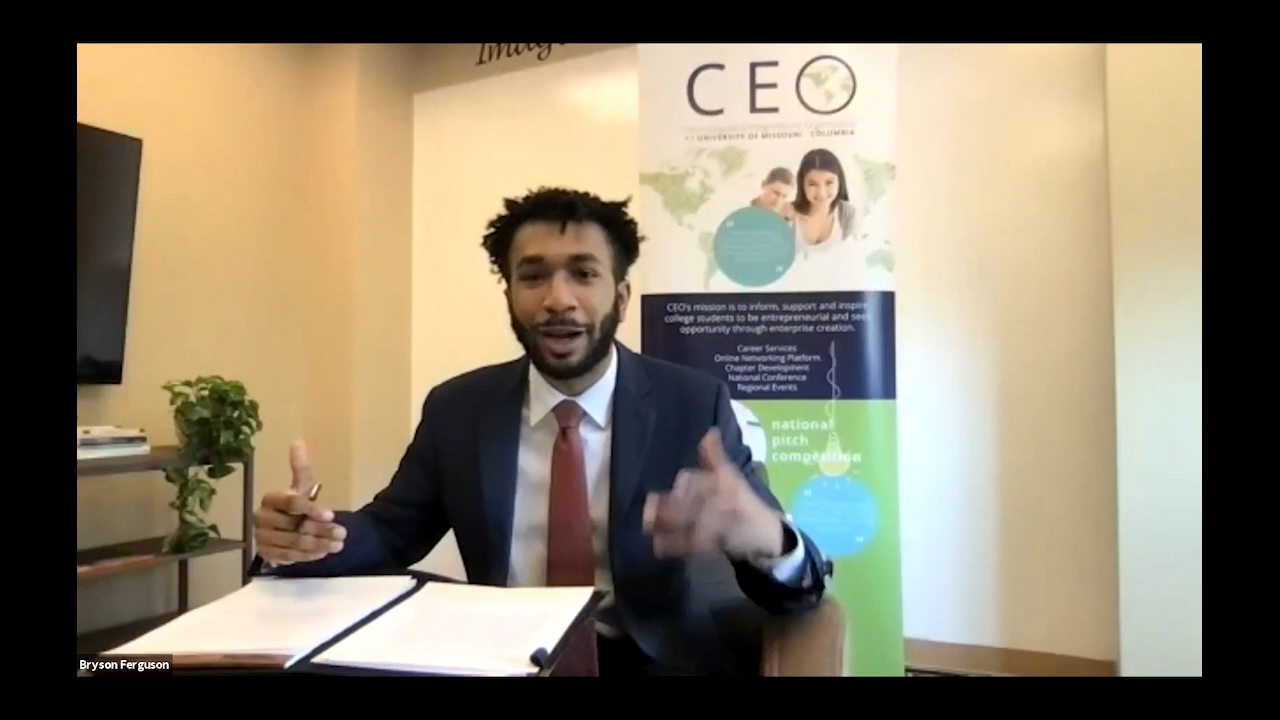 CEO
UNIVERSITY OF MISSOURI COLUMBIA
CEO's mission is to inform, support and inspire
college students to be entrepreneurial and seek
opportunity through enterprise creation.
Career Services
Online Networking Platform
Chapter Development
National Conference
Regional Events
national
pitch
competition
Bryson Ferguson